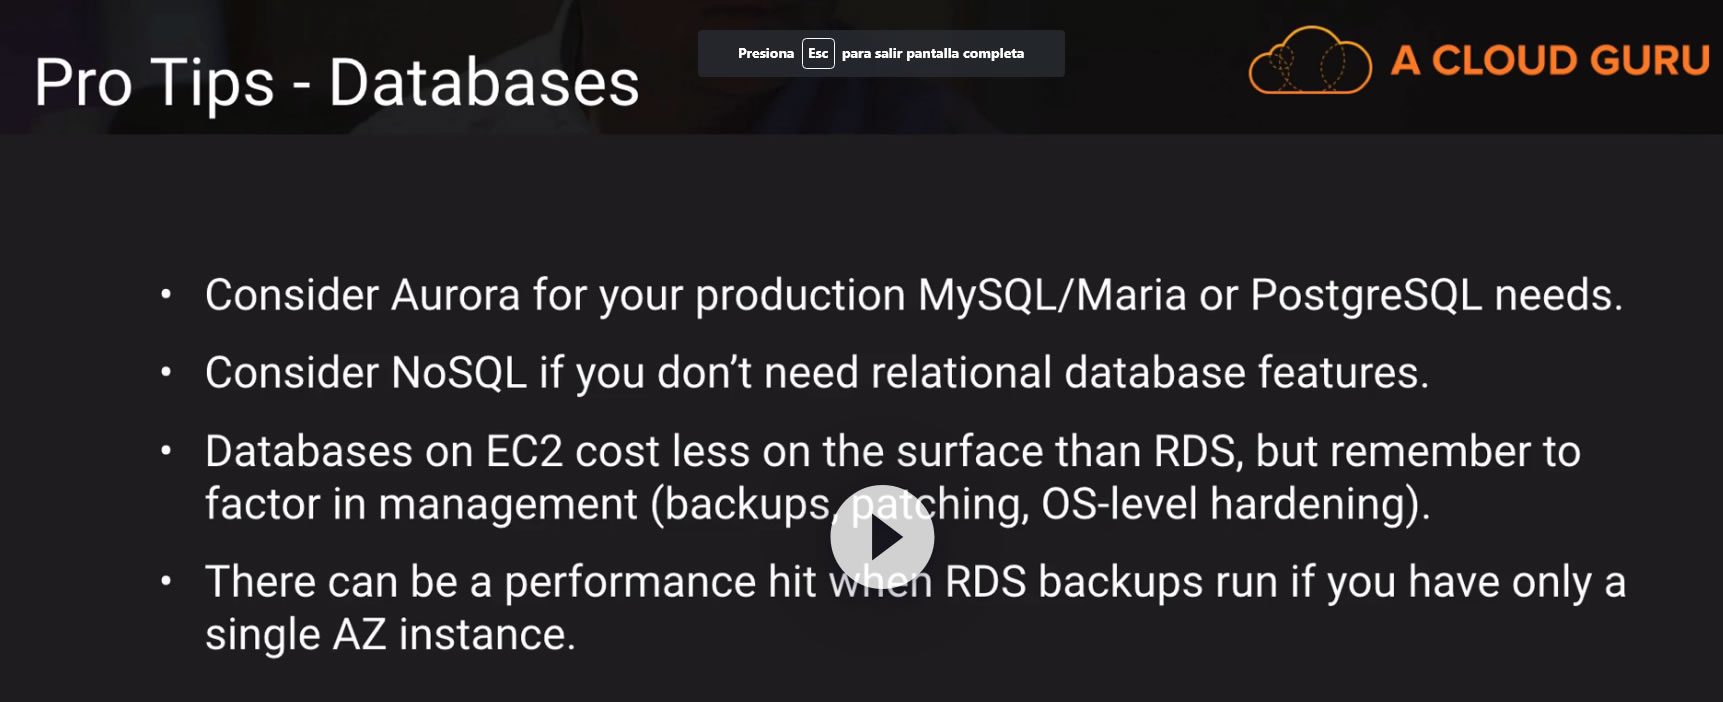 Presiona Esc para salir pantalla completa
Pro Tips - Databases
A CLOUD GURU
• Consider Aurora for your production MySQL/Maria or PostgreSQL needs.
• Consider NoSQL if you don’t need relational database features.
• Databases on EC2 cost less on the surface than RDS, but remember to
factor in management (backups, patching, OS-level hardening).
• There can be a performance hit when RDS backups run if you have only a
single AZ instance.